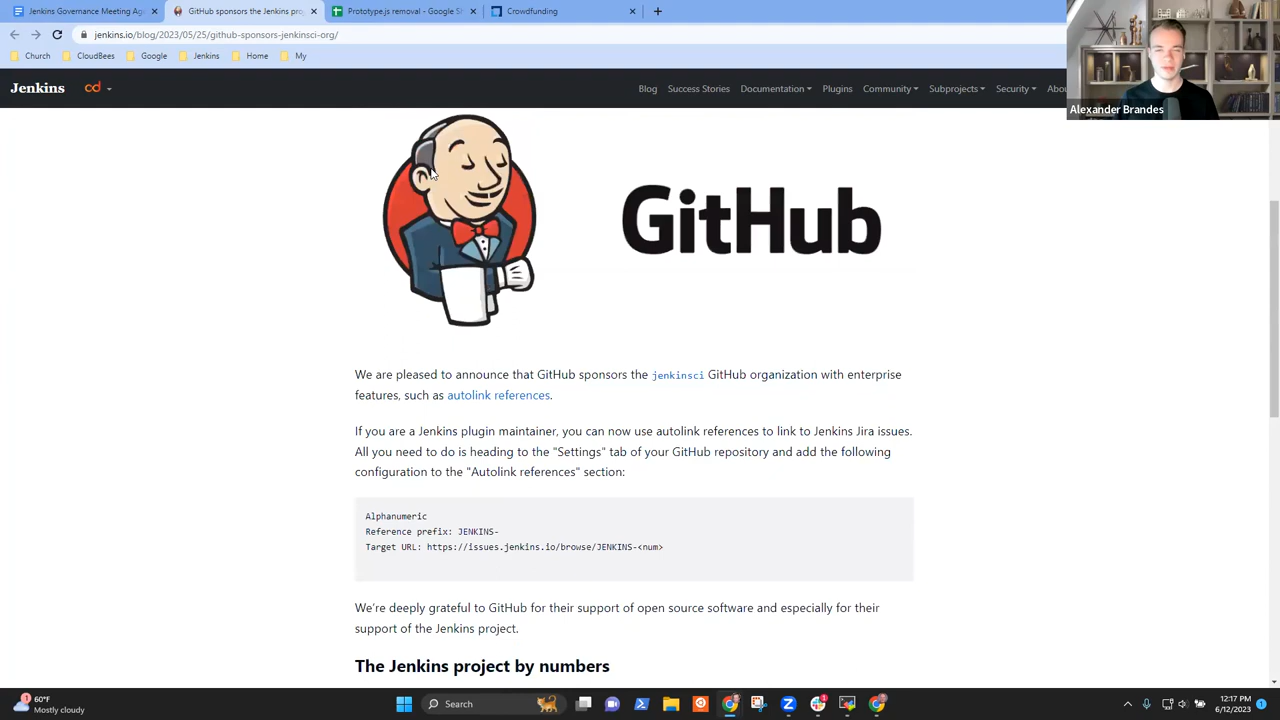 Jenkins Governance Meeting Ag
GitHub sponsors the Jenkins proj
Prototype.js removal - Google S
Crowdfunding
jenkins.io/blog/2023/05/25/github-sponsors-jenkinsci-org/
Church
CloudBees
Google
Jenkins
Home
My
Jenkins
cd
Blog
Success Stories
Documentation
Plugins
Community
Subprojects
Security
Abou
Alexander Brandes
GitHub
We are pleased to announce that GitHub sponsors the jenkinsci GitHub organization with enterprise
features, such as autolink references.
If you are a Jenkins plugin maintainer, you can now use autolink references to link to Jenkins Jira issues.
All you need to do is heading to the "Settings" tab of your GitHub repository and add the following
configuration to the "Autolink references" section:
Alphanumeric
Reference prefix: JENKINS-
Target URL: https://issues.jenkins.io/browse/JENKINS-<num>
We're deeply grateful to GitHub for their support of open source software and especially for their
support of the Jenkins project.
The Jenkins project by numbers
1
60°F
Mostly cloudy
Search
12:17 PM
6/12/2023